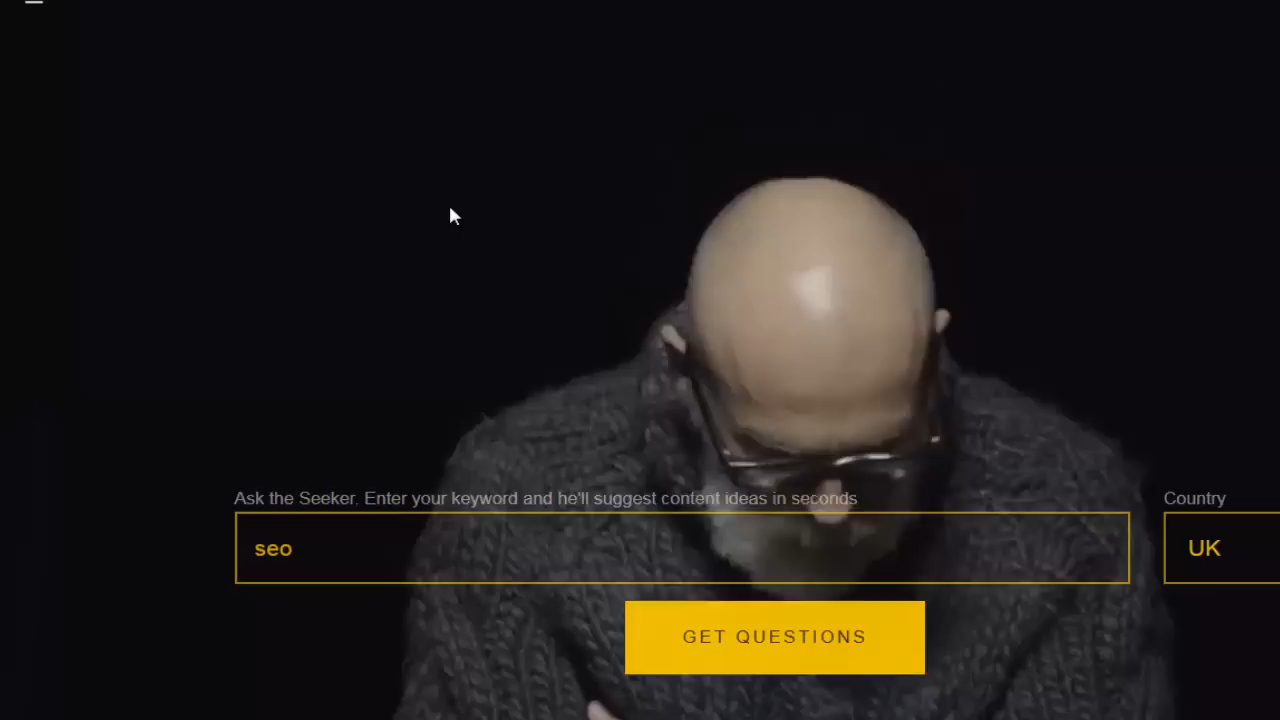 Ask the Seeker. Enter your keyword and he'll suggest content ideas in seconds
Country
seo
UK
GET QUESTIONS